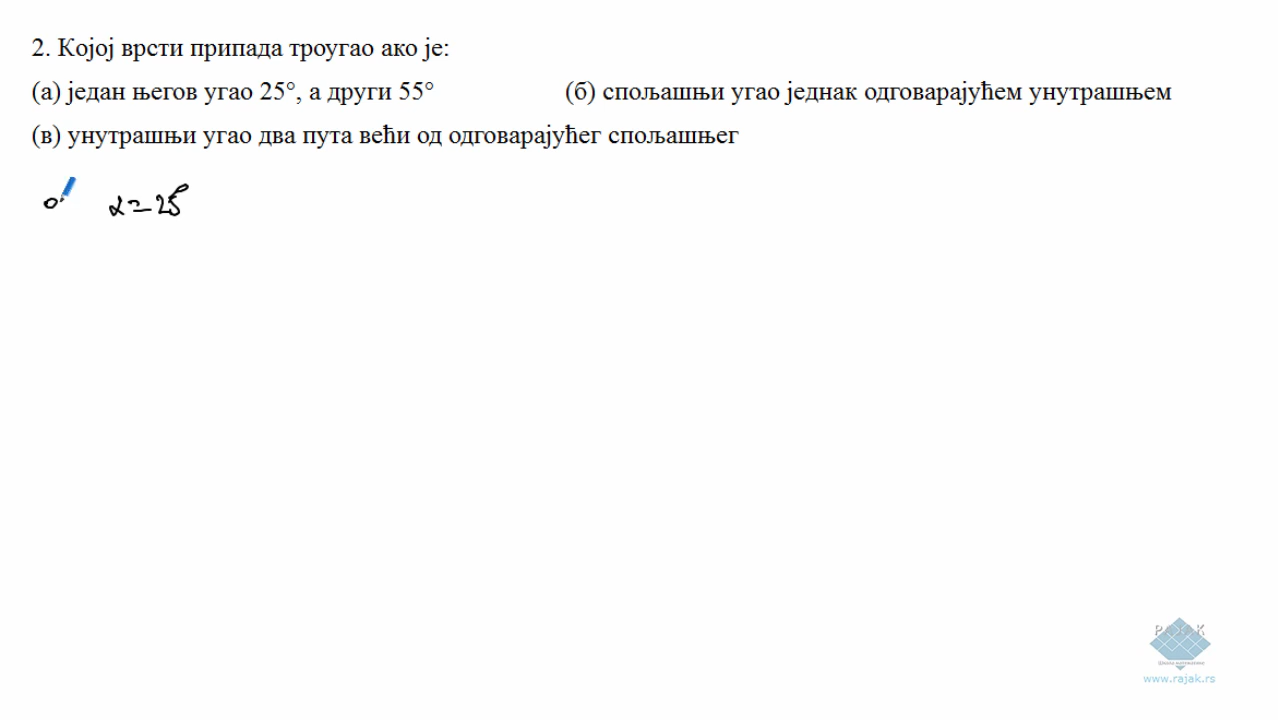 2. Којој врсти припада троугао ако је:
(а) један његов угао 25°, а други 55°
(б) спољашњи угао једнак одговарајућем унутрашњем
(в) унутрашњи угао два пута већи од одговарајућег спољашњег
α=25°
РАЈАК
www.rajak.rs